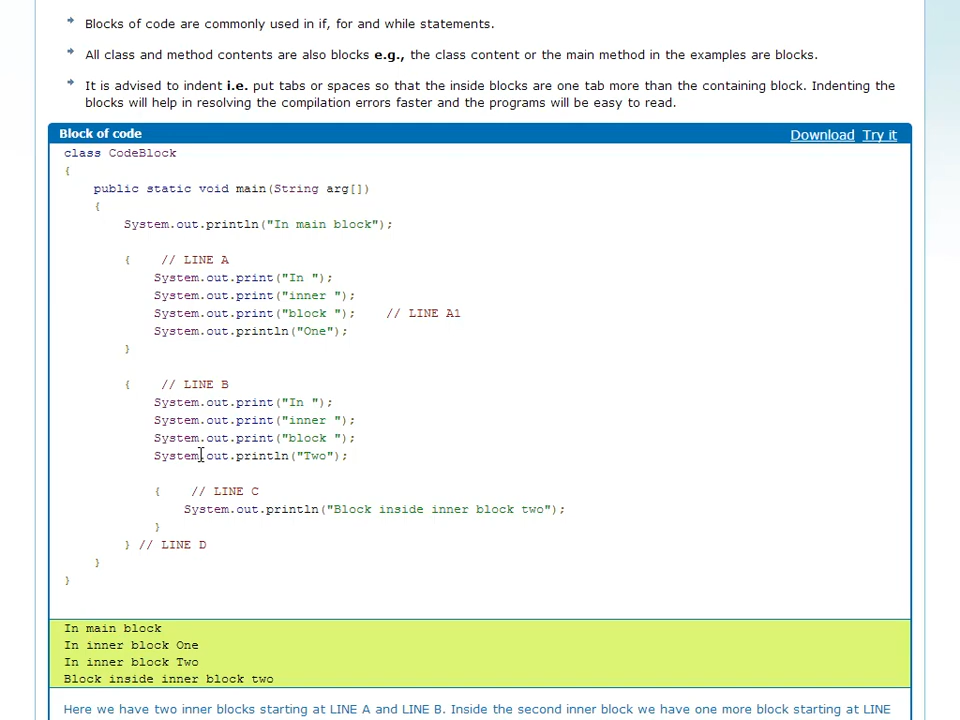 Blocks of code are commonly used in if, for and while statements.
All class and method contents are also blocks e.g., the class content or the main method in the examples are blocks.
It is advised to indent i.e. put tabs or spaces so that the inside blocks are one tab more than the containing block. Indenting the
blocks will help in resolving the compilation errors faster and the programs will be easy to read.
Block of code Download Try it
class CodeBlock
{
    public static void main(String arg[])
    {
        System.out.println("In main block");
        {    // LINE A
            System.out.print("In ");
            System.out.print("inner ");
            System.out.print("block ");    // LINE A1
            System.out.println("One");
        }
        {    // LINE B
            System.out.print("In ");
            System.out.print("inner ");
            System.out.print("block ");
            System.out.println("Two");
            {    // LINE C
                System.out.println("Block inside inner block two");
            }
        } // LINE D
    }
}
In main block
In inner block One
In inner block Two
Block inside inner block two
Here we have two inner blocks starting at LINE A and LINE B. Inside the second inner block we have one more block starting at LINE